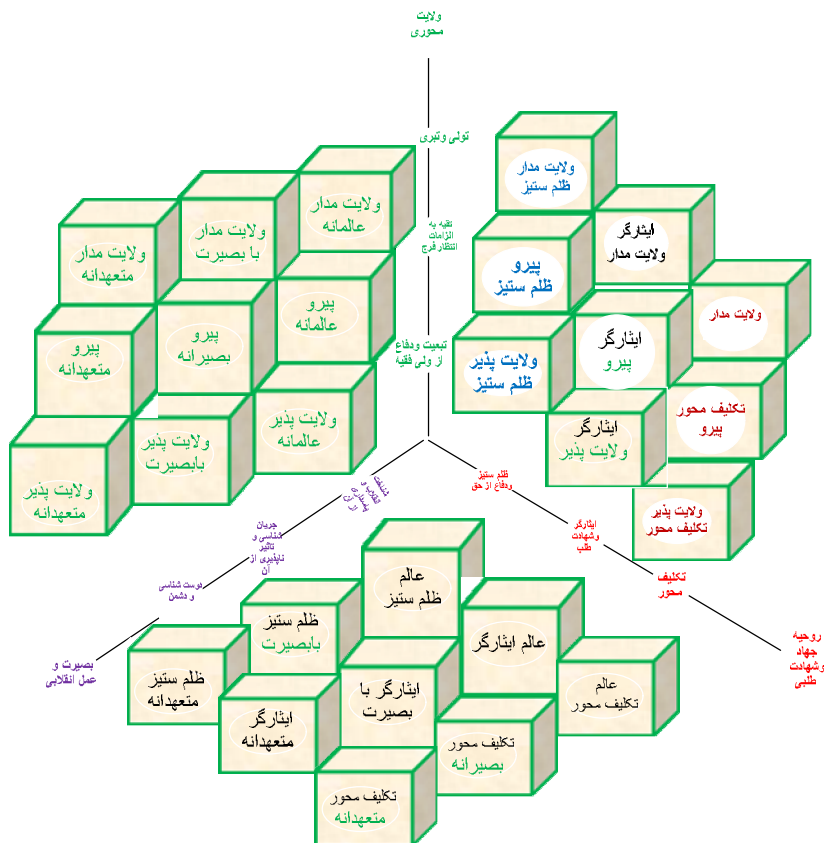 ولایت
محوری
تولی وتبری
تقیه به
الزامات
انتظار فرج
تبعیت ودفاع
از ولی فقیه
ولایت مدار
ظلم ستیز
ایثارگر
ولایت مدار
ولایت مدار
پیرو
ظلم ستیز
ایثارگر
پیرو
تکلیف محور
پیرو
ولایت پذیر
ظلم ستیز
ایثارگر
ولایت پذیر
ولایت پذیر
تکلیف محور
ولایت مدار
عالمانه
ولایت مدار
با بصیرت
ولایت مدار
متعهدانه
پیرو
عالمانه
پیرو
بصیرانه
پیرو
متعهدانه
ولایت پذیر
عالمانه
ولایت پذیر
بابصیرت
ولایت پذیر
متعهدانه
ظلم ستیز
ودفاع از حق
ایثارگر
وشهادت
طلب
تکلیف
محور
روحیه
جهاد
وشهادت
طلبی
شناخت
انقلاب و
پاسداری
از آن
جریان
شناسی و
تاثیر
ناپذیری از
آن
دوست شناسی
و دشمن
بصیرت و
عمل انقلابی
عالم
ظلم ستیز
ظلم ستیز
بابصیرت
ظلم ستیز
متعهدانه
عالم ایثارگر
ایثارگر با
بصیرت
ایثارگر
متعهدانه
عالم
تکلیف محور
تکلیف محور
بصیرانه
تکلیف محور
متعهدانه